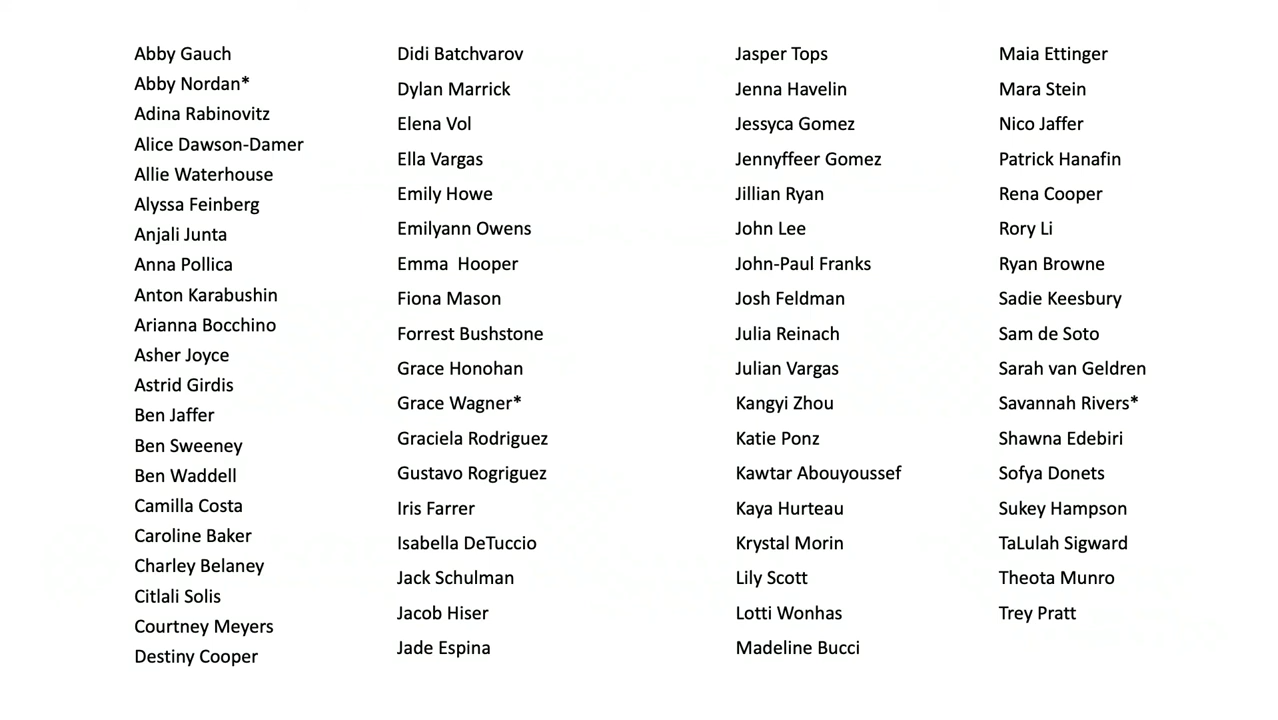 Abby Gauch
Abby Nordan*
Adina Rabinovitz
Alice Dawson-Damer
Allie Waterhouse
Alyssa Feinberg
Anjali Junta
Anna Pollica
Anton Karabushin
Arianna Bocchino
Asher Joyce
Astrid Girdis
Ben Jaffer
Ben Sweeney
Ben Waddell
Camilla Costa
Caroline Baker
Charley Belaney
Citlali Solis
Courtney Meyers
Destiny Cooper
Didi Batchvarov
Dylan Marrick
Elena Vol
Ella Vargas
Emily Howe
Emilyann Owens
Emma  Hooper
Fiona Mason
Forrest Bushstone
Grace Honohan
Grace Wagner*
Graciela Rodriguez
Gustavo Rogriguez
Iris Farrer
Isabella DeTuccio
Jack Schulman
Jacob Hiser
Jade Espina
Jasper Tops
Jenna Havelin
Jessyca Gomez
Jennyffeer Gomez
Jillian Ryan
John Lee
John-Paul Franks
Josh Feldman
Julia Reinach
Julian Vargas
Kangyi Zhou
Katie Ponz
Kawtar Abouyoussef
Kaya Hurteau
Krystal Morin
Lily Scott
Lotti Wonhas
Madeline Bucci
Maia Ettinger
Mara Stein
Nico Jaffer
Patrick Hanafin
Rena Cooper
Rory Li
Ryan Browne
Sadie Keesbury
Sam de Soto
Sarah van Geldren
Savannah Rivers*
Shawna Edebiri
Sofya Donets
Sukey Hampson
TaLulah Sigward
Theota Munro
Trey Pratt